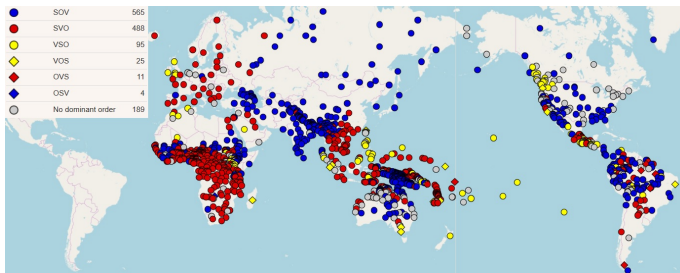 SOV 565
SVO 488
VSO 95
VOS 25
OVS 11
OSV 4
No dominant order 189